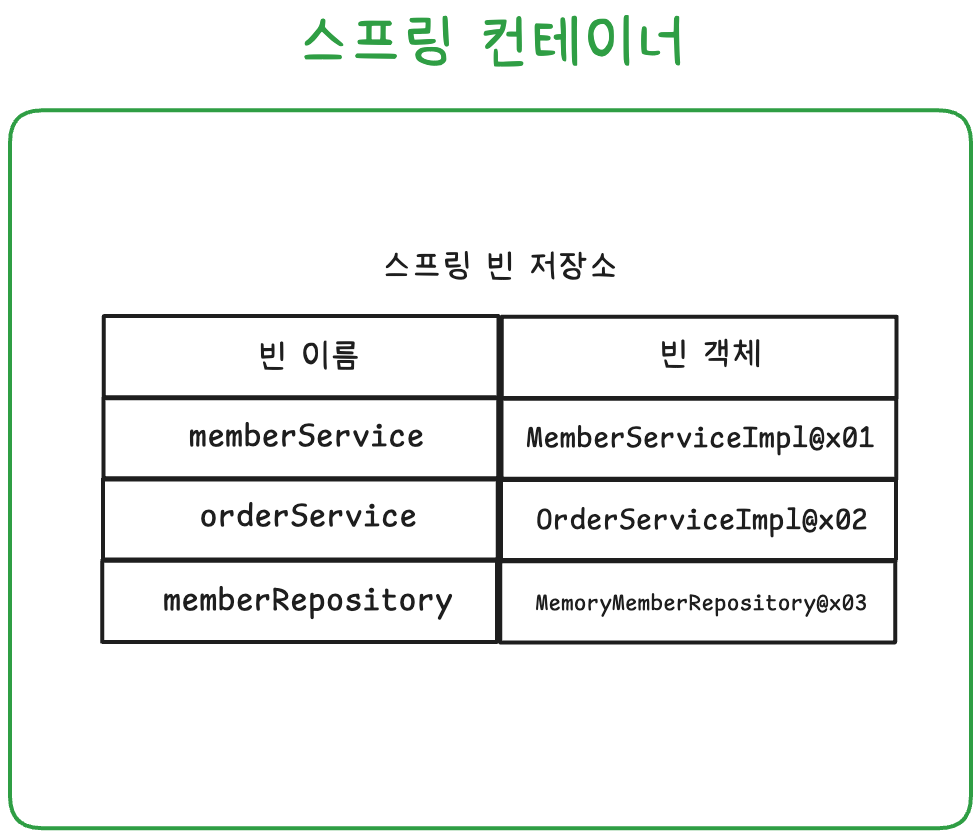 스프링 컨테이너
스프링 빈 저장소
빈 이름 빈 객체
memberService MemberServiceImpl@x01
orderService OrderServiceImpl@x02
memberRepository MemoryMemberRepository@x03